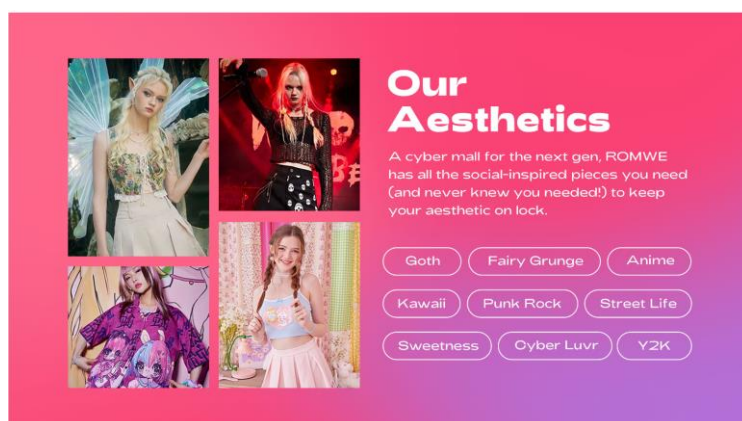 Our
Aesthetics
A cyber mall for the next gen, ROMWE
has all the social-inspired pieces you need
(and never knew you needed!) to keep
your aesthetic on lock.
Goth
Fairy Grunge
Anime
Kawaii
Punk Rock
Street Life
Sweetness
Cyber Luvr
Y2K